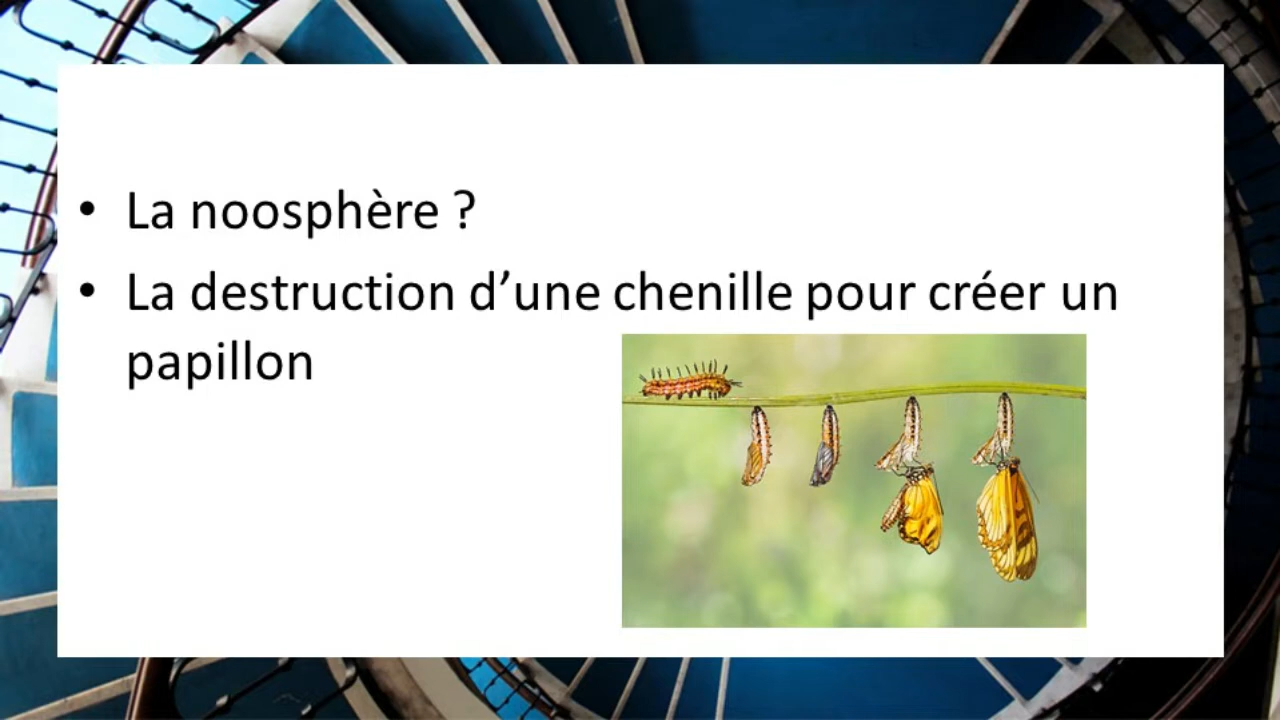 • La noosphère ?
• La destruction d’une chenille pour créer un
papillon